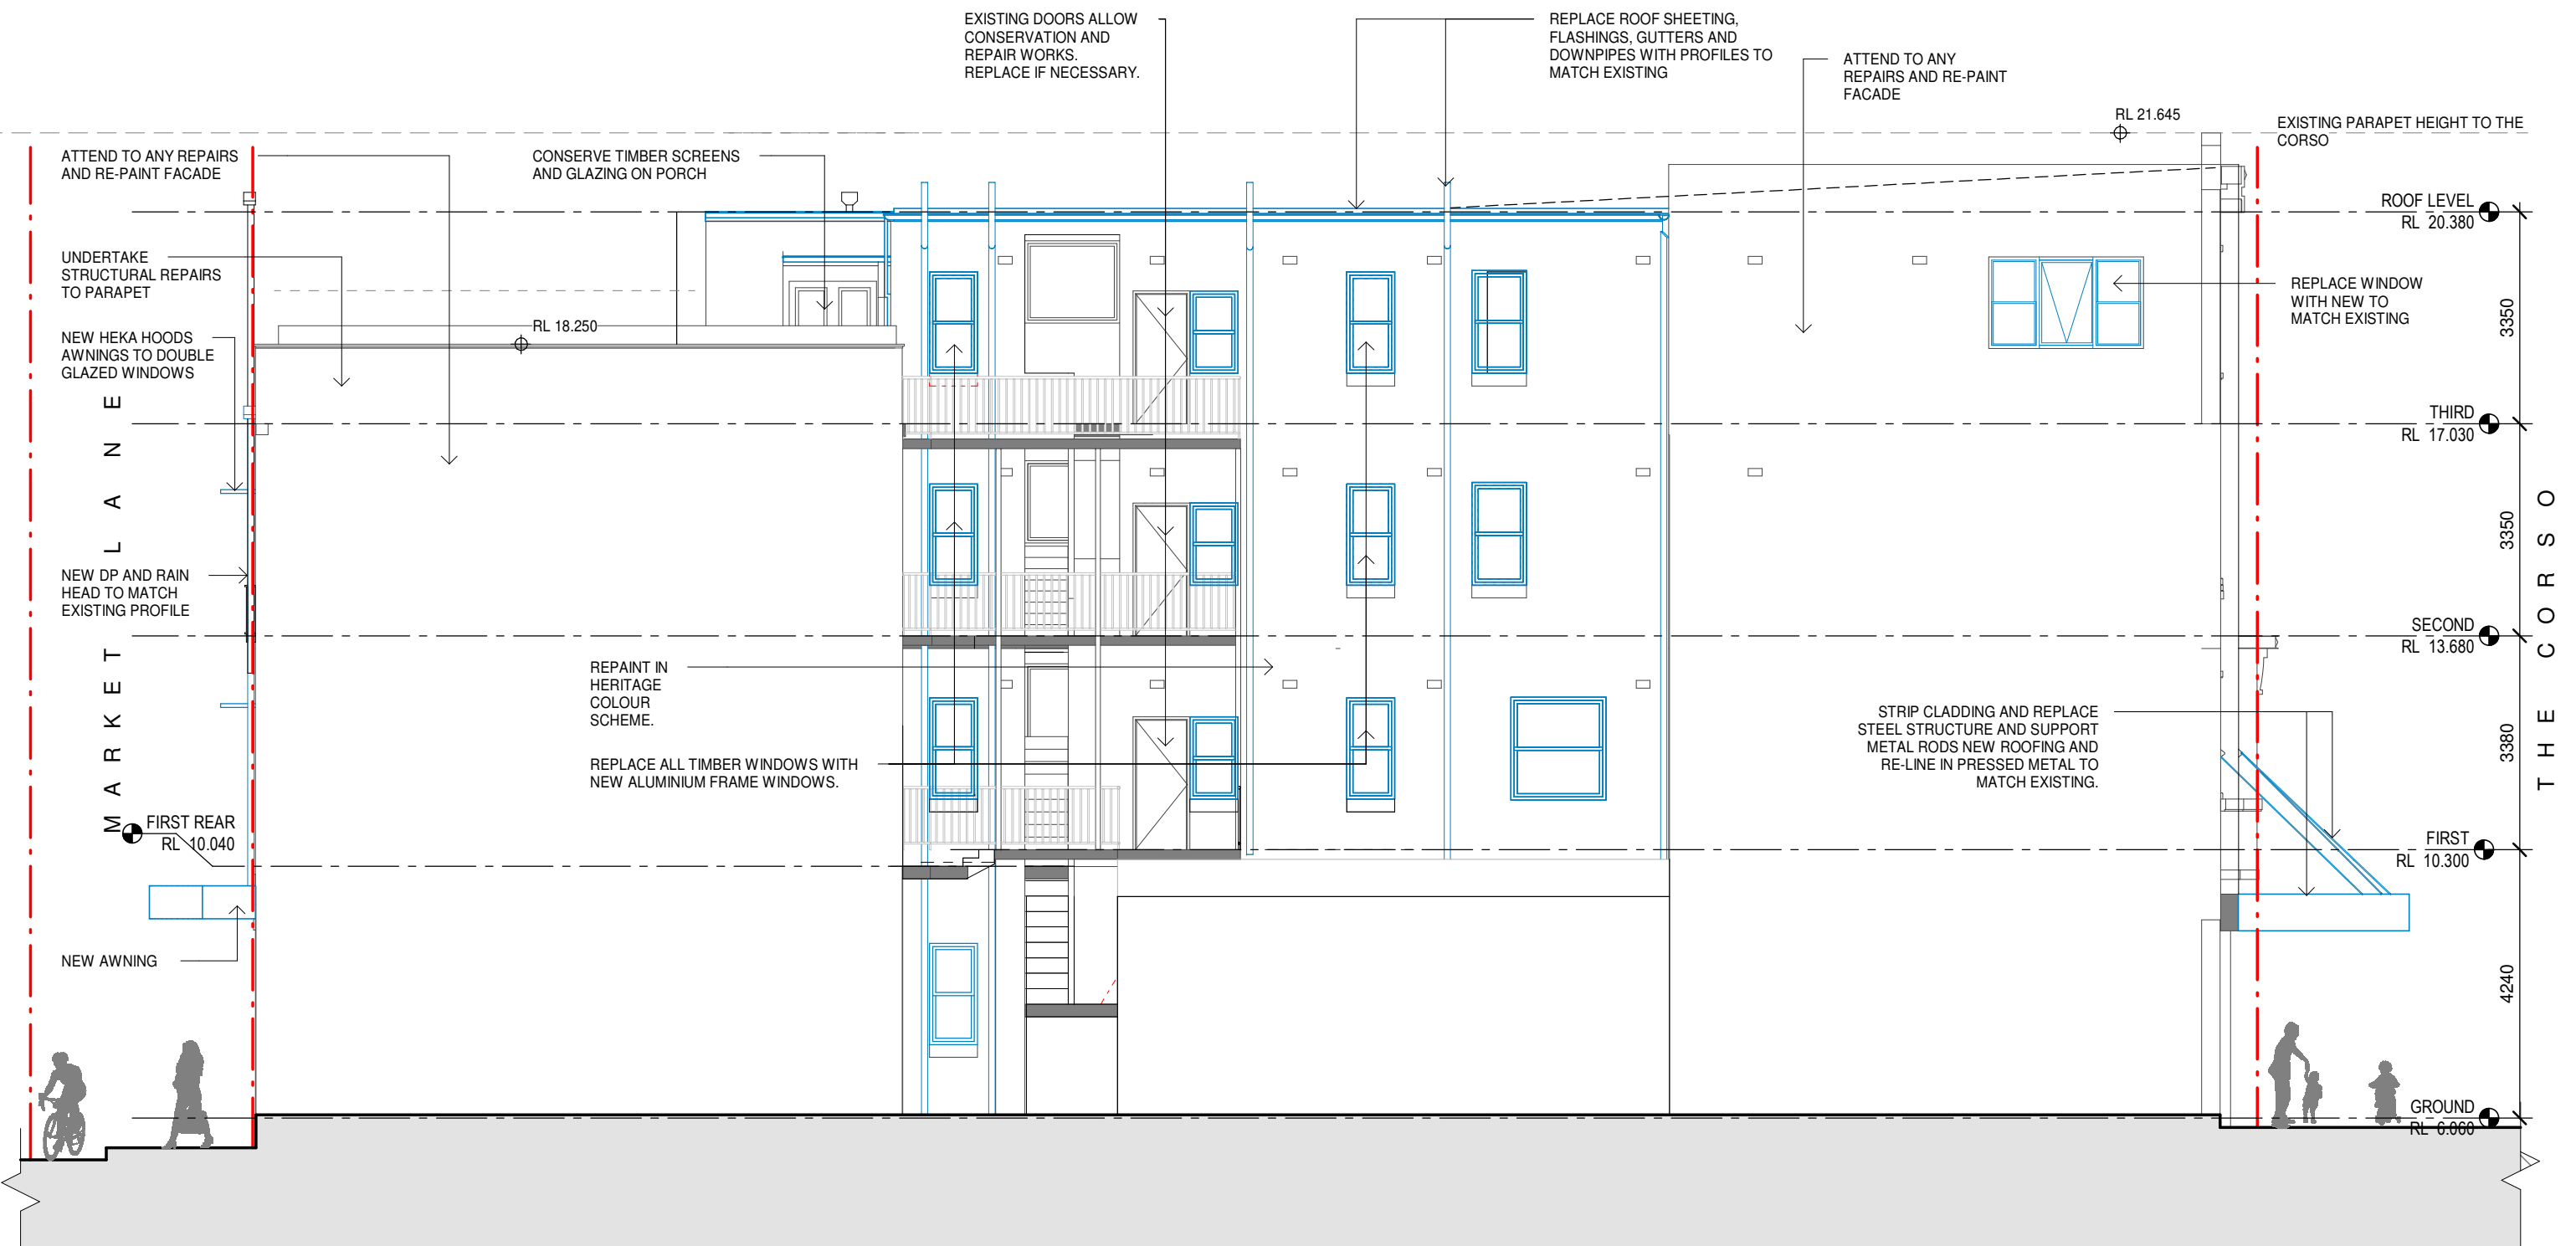 EXISTING DOORS ALLOW
CONSERVATION AND
REPAIR WORKS.
REPLACE IF NECESSARY.
REPLACE ROOF SHEETING,
FLASHINGS, GUTTERS AND
DOWNPIPES WITH PROFILES TO
MATCH EXISTING
ATTEND TO ANY
REPAIRS AND RE-PAINT
FACADE
RL 21.645
EXISTING PARAPET HEIGHT TO THE
CORSO
ATTEND TO ANY REPAIRS
AND RE-PAINT FACADE
CONSERVE TIMBER SCREENS
AND GLAZING ON PORCH
ROOF LEVEL
RL 20.380
UNDERTAKE
STRUCTURAL REPAIRS
TO PARAPET
REPLACE WINDOW
WITH NEW TO
MATCH EXISTING
3350
RL 18.250
NEW HEKA HOODS
AWNINGS TO DOUBLE
GLAZED WINDOWS
THIRD
RL 17.030
MARKET LANE
THE CORSO
3350
NEW DP AND RAIN
HEAD TO MATCH
EXISTING PROFILE
SECOND
RL 13.680
REPAINT IN
HERITAGE
COLOUR
SCHEME.
STRIP CLADDING AND REPLACE
STEEL STRUCTURE AND SUPPORT
METAL RODS NEW ROOFING AND
RE-LINE IN PRESSED METAL TO
MATCH EXISTING.
3380
REPLACE ALL TIMBER WINDOWS WITH
NEW ALUMINIUM FRAME WINDOWS.
FIRST REAR
RL 10.040
FIRST
RL 10.300
NEW AWNING
4240
GROUND
RL 6.060